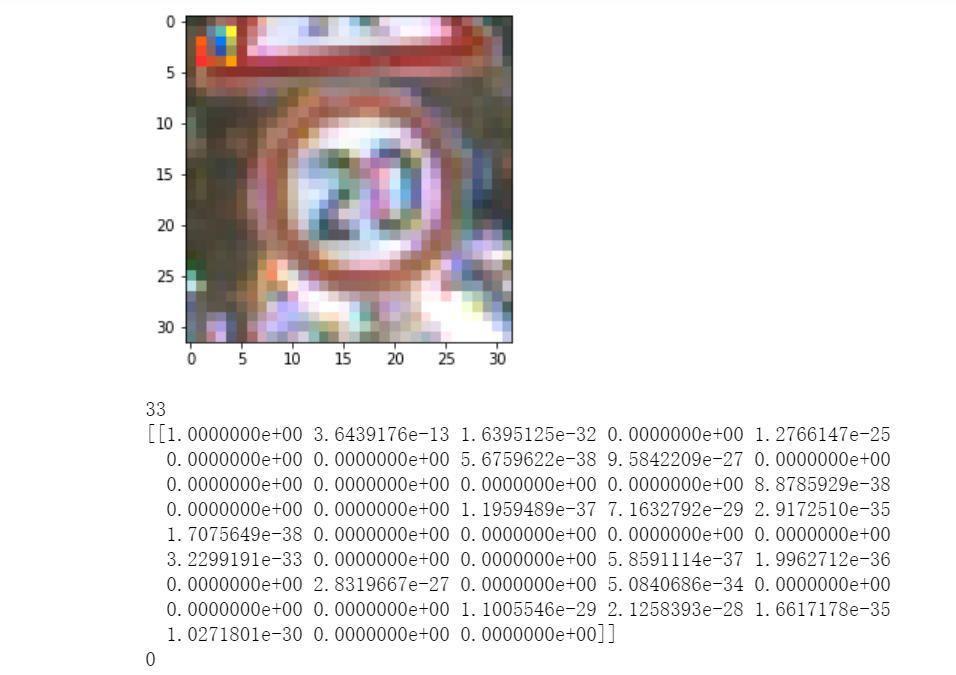 0
5
10
15
20
25
30
20
0 5 10 15 20 25 30
33
[[1.0000000e+00 3.6439176e-13 1.6395125e-32 0.0000000e+00 1.2766147e-25
0.0000000e+00 0.0000000e+00 5.6759622e-38 9.5842209e-27 0.0000000e+00
0.0000000e+00 0.0000000e+00 0.0000000e+00 0.0000000e+00 8.8785929e-38
0.0000000e+00 0.0000000e+00 1.1959489e-37 7.1632792e-29 2.9172510e-35
1.7075649e-38 0.0000000e+00 0.0000000e+00 0.0000000e+00 0.0000000e+00
3.2299191e-33 0.0000000e+00 0.0000000e+00 5.8591114e-37 1.9962712e-36
0.0000000e+00 2.8319667e-27 0.0000000e+00 5.0840686e-34 0.0000000e+00
0.0000000e+00 0.0000000e+00 1.1005546e-29 2.1258393e-28 1.6617178e-35
1.0271801e-30 0.0000000e+00 0.0000000e+00]]
0